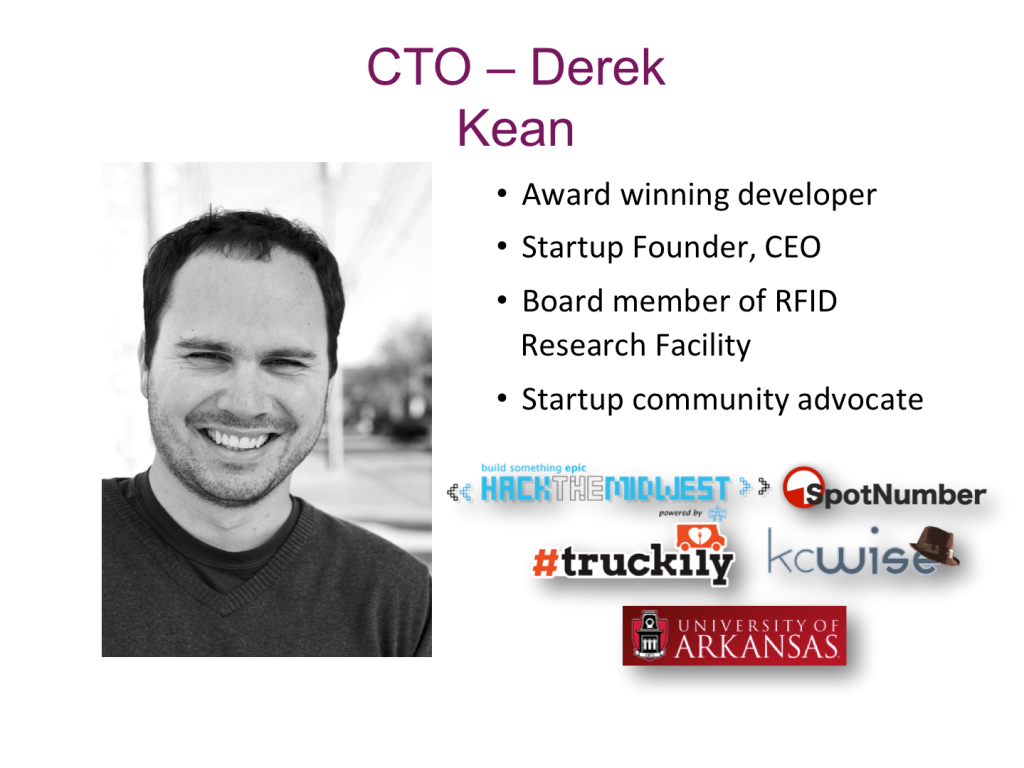 CTO – Derek
Kean
• Award winning developer
• Startup Founder, CEO
• Board member of RFID
Research Facility
• Startup community advocate
build something epic
HACKTHEMIDWEST
powered by
SpotNumber
#truckily
kcwise
UNIVERSITY OF
ARKANSAS